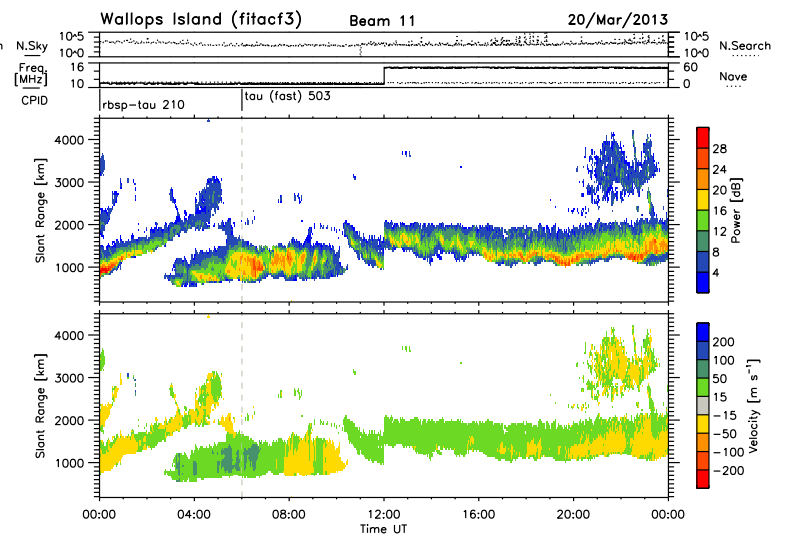 Wallops Island (fitacf3) Beam 11 20/Mar/2013
n N.Sky 10^5 10^5 N.Search
10^0 10^0
Freq. 16 60 Nave
[MHz] 10 0
CPID rbsp-tau 210 tau (fast) 503
Slant Range [km]
4000
3000
2000
1000
Power [dB]
28
24
20
16
12
8
4
Slant Range [km]
4000
3000
2000
1000
Velocity [m s⁻¹]
200
100
50
15
-15
-50
-100
-200
00:00 04:00 08:00 12:00 16:00 20:00 00:00
Time UT